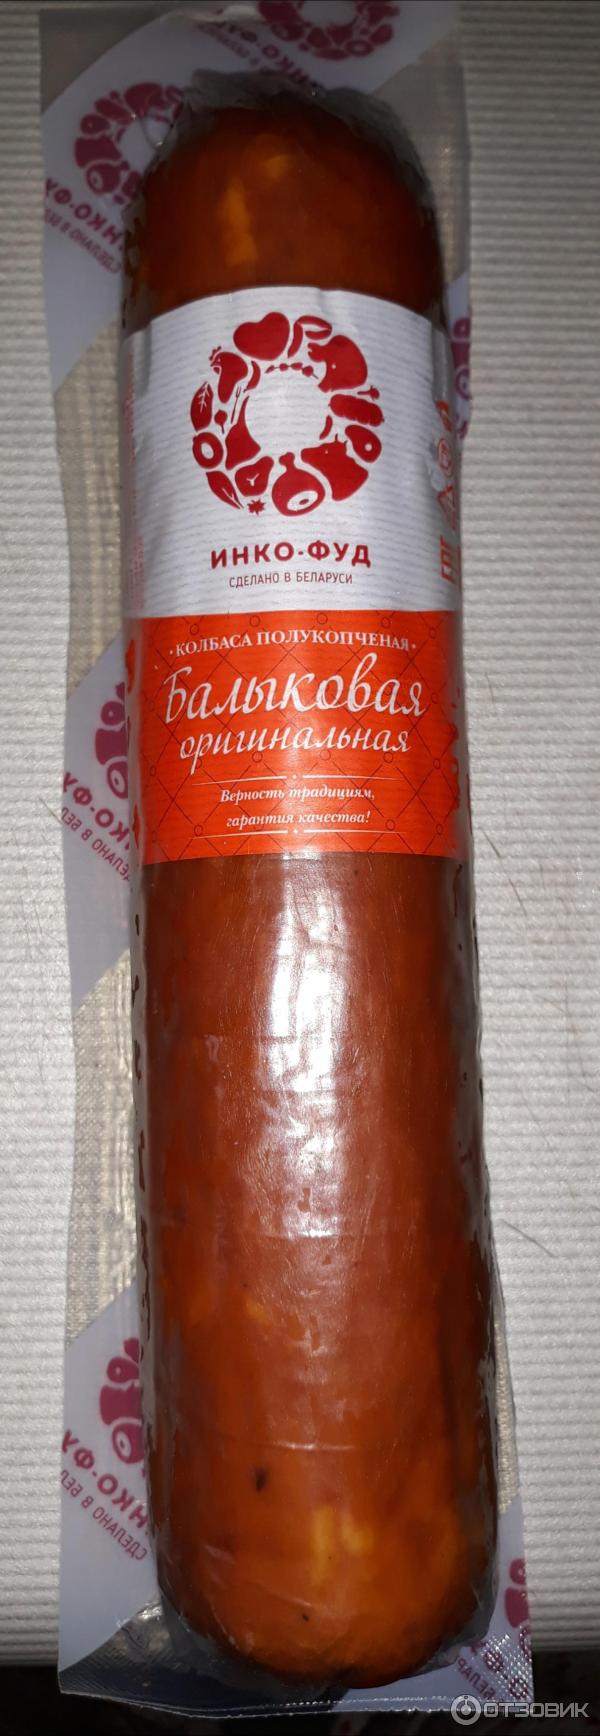 ИНКО-ФУД
СДЕЛАНО В БЕЛАРУСИ
·КОЛБАСА ПОЛУКОПЧЕНАЯ·
Балыковая
оригинальная
Верность традициям,
гарантия качества!
ОТЗОВИК